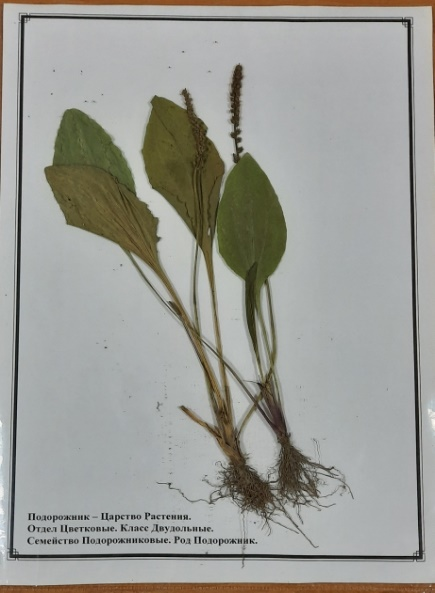 Подорожник – Царство Растения.
Отдел Цветковые. Класс Двудольные.
Семейство Подорожниковые. Род Подорожник.